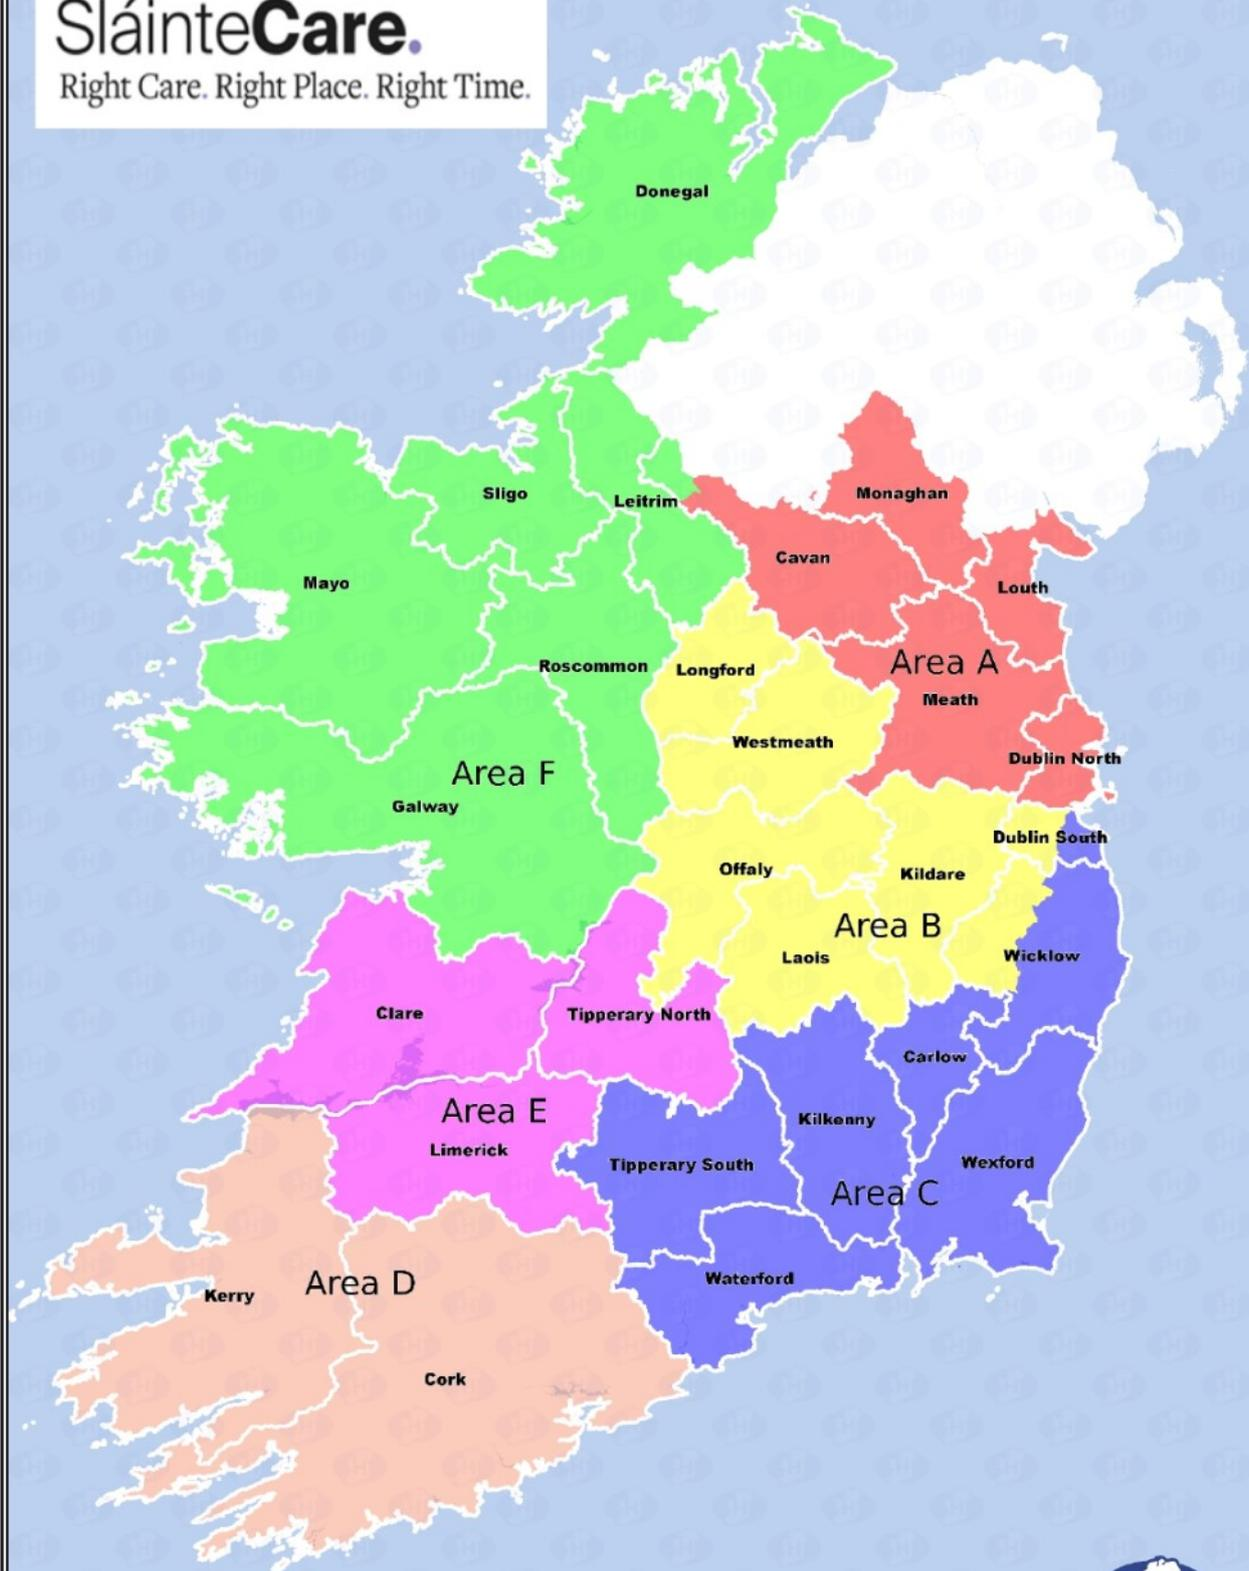 SláinteCare.
Right Care. Right Place. Right Time.
Donegal
Sligo
Leitrim
Monaghan
Cavan
Mayo
Louth
Roscommon
Longford
Area A
Meath
Westmeath
Dublin North
Area F
Galway
Dublin South
Offaly
Kildare
Area B
Laois
Wicklow
Clare
Tipperary North
Carlow
Area E
Kilkenny
Limerick
Tipperary South
Wexford
Area C
Area D
Waterford
Kerry
Cork